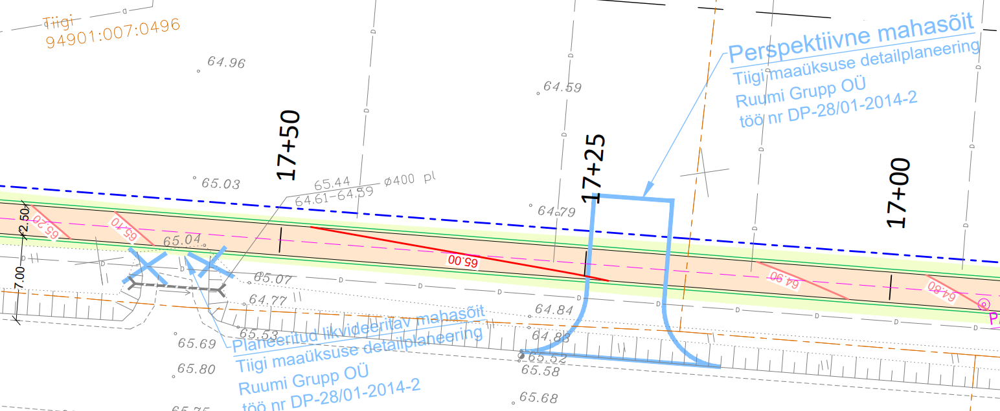 Tiigi
94901:007:0496
Perspektiivne mahasõit
Tiigi maaüksuse detailplaneering
Ruumi Grupp OÜ
töö nr DP-28/01-2014-2
64.96
64.59
17+50
17+25
17+00
65.03
65.44
64.61-64.59
Ø400 pl
64.79
2.50
65.20
65.10
65.04
65.00
64.90
64.80
7.00
65.07
64.77
64.84
64.83
65.53
65.52
65.58
65.69
65.80
65.68
65.75
Planeeritud likvideeritav mahasõit
Tiigi maaüksuse detailplaneering
Ruumi Grupp OÜ
töö nr DP-28/01-2014-2